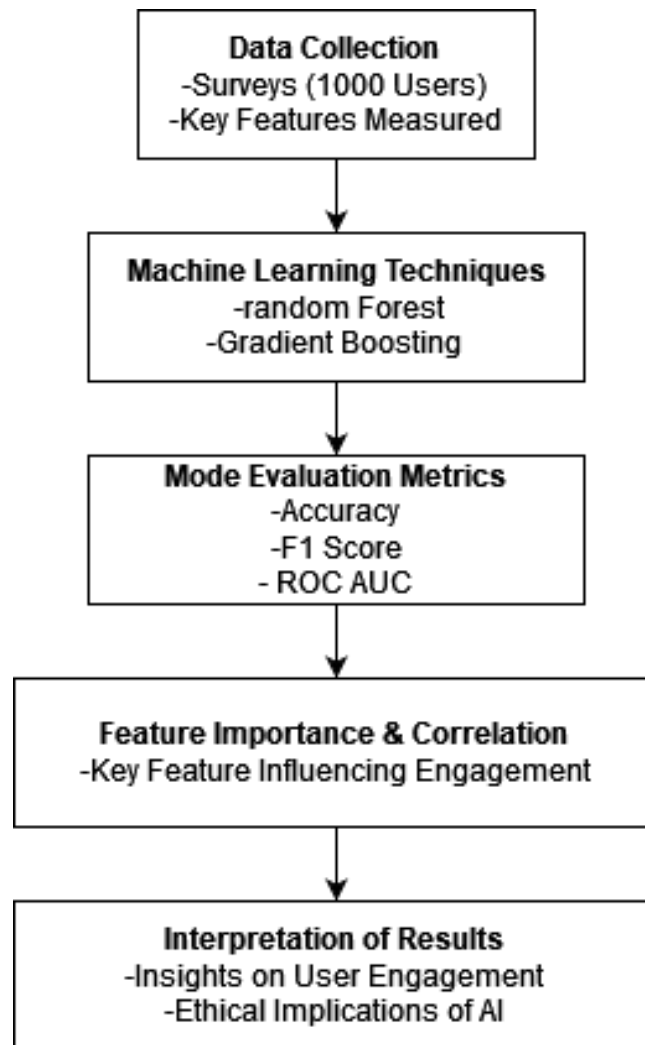 Data Collection
-Surveys (1000 Users)
-Key Features Measured
Machine Learning Techniques
-random Forest
-Gradient Boosting
Mode Evaluation Metrics
-Accuracy
-F1 Score
- ROC AUC
Feature Importance & Correlation
-Key Feature Influencing Engagement
Interpretation of Results
-Insights on User Engagement
-Ethical Implications of AI